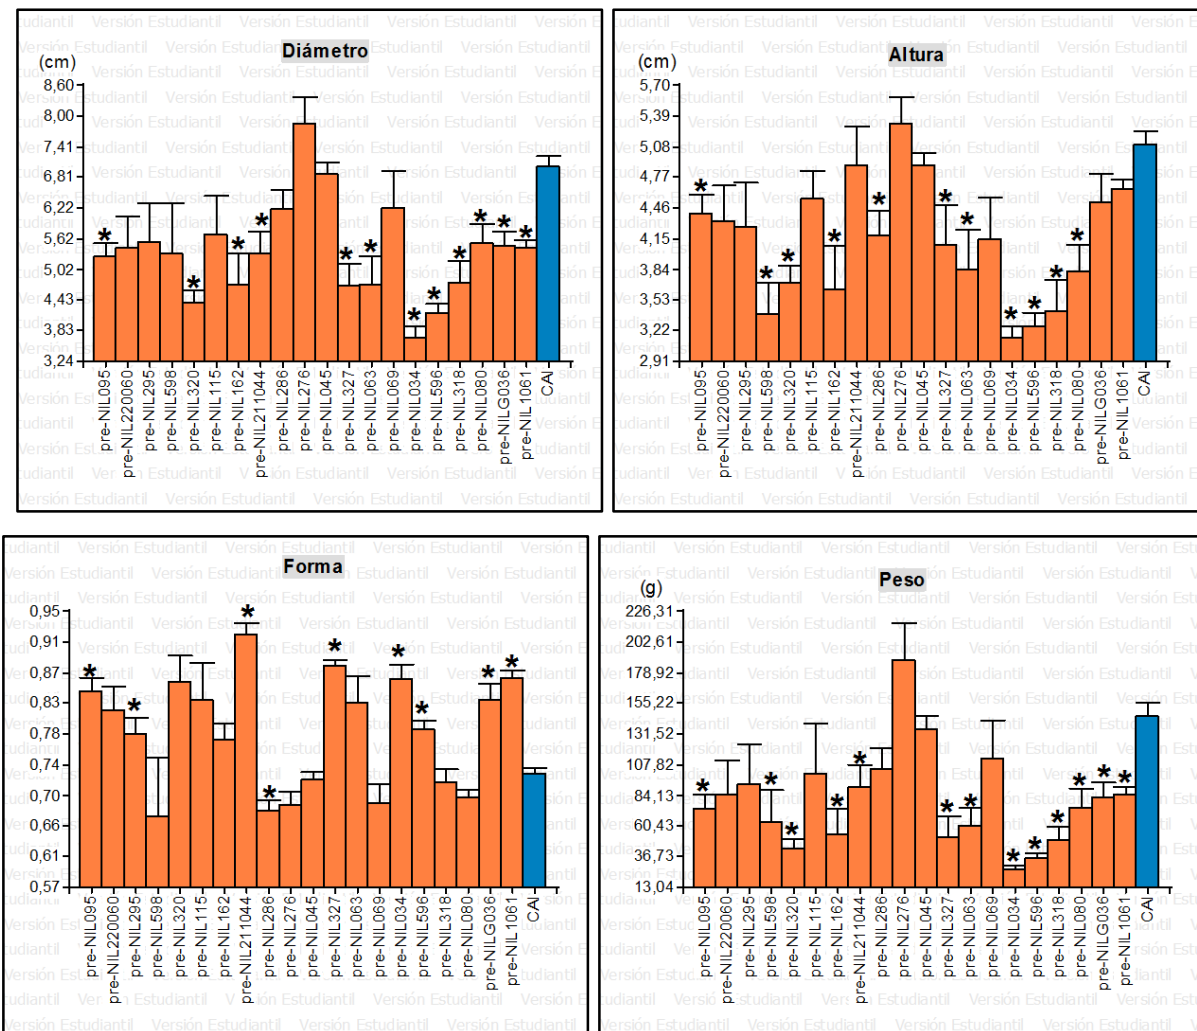 Diámetro
(cm)
8,60
8,00
7,41
6,81
6,22
5,62
5,02
4,43
3,83
3,24
pre-NIL095
pre-NIL220060
pre-NIL295
pre-NIL598
pre-NIL320
pre-NIL115
pre-NIL162
pre-NIL211044
pre-NIL286
pre-NIL276
pre-NIL045
pre-NIL327
pre-NIL063
pre-NIL069
pre-NIL034
pre-NIL596
pre-NIL318
pre-NIL080
pre-NILG036
pre-NIL1061
CAI
Altura
(cm)
5,70
5,39
5,08
4,77
4,46
4,15
3,84
3,53
3,22
2,91
pre-NIL095
pre-NIL220060
pre-NIL295
pre-NIL598
pre-NIL320
pre-NIL115
pre-NIL162
pre-NIL211044
pre-NIL286
pre-NIL276
pre-NIL045
pre-NIL327
pre-NIL063
pre-NIL069
pre-NIL034
pre-NIL596
pre-NIL318
pre-NIL080
pre-NILG036
pre-NIL1061
CAI
Forma
0,95
0,91
0,87
0,83
0,78
0,74
0,70
0,66
0,61
0,57
pre-NIL095
pre-NIL220060
pre-NIL295
pre-NIL598
pre-NIL320
pre-NIL115
pre-NIL162
pre-NIL211044
pre-NIL286
pre-NIL276
pre-NIL045
pre-NIL327
pre-NIL063
pre-NIL069
pre-NIL034
pre-NIL596
pre-NIL318
pre-NIL080
pre-NILG036
pre-NIL1061
CAI
Peso
(g)
226,31
202,61
178,92
155,22
131,52
107,82
84,13
60,43
36,73
13,04
pre-NIL095
pre-NIL220060
pre-NIL295
pre-NIL598
pre-NIL320
pre-NIL115
pre-NIL162
pre-NIL211044
pre-NIL286
pre-NIL276
pre-NIL045
pre-NIL327
pre-NIL063
pre-NIL069
pre-NIL034
pre-NIL596
pre-NIL318
pre-NIL080
pre-NILG036
pre-NIL1061
CAI
Versión Estudiantil